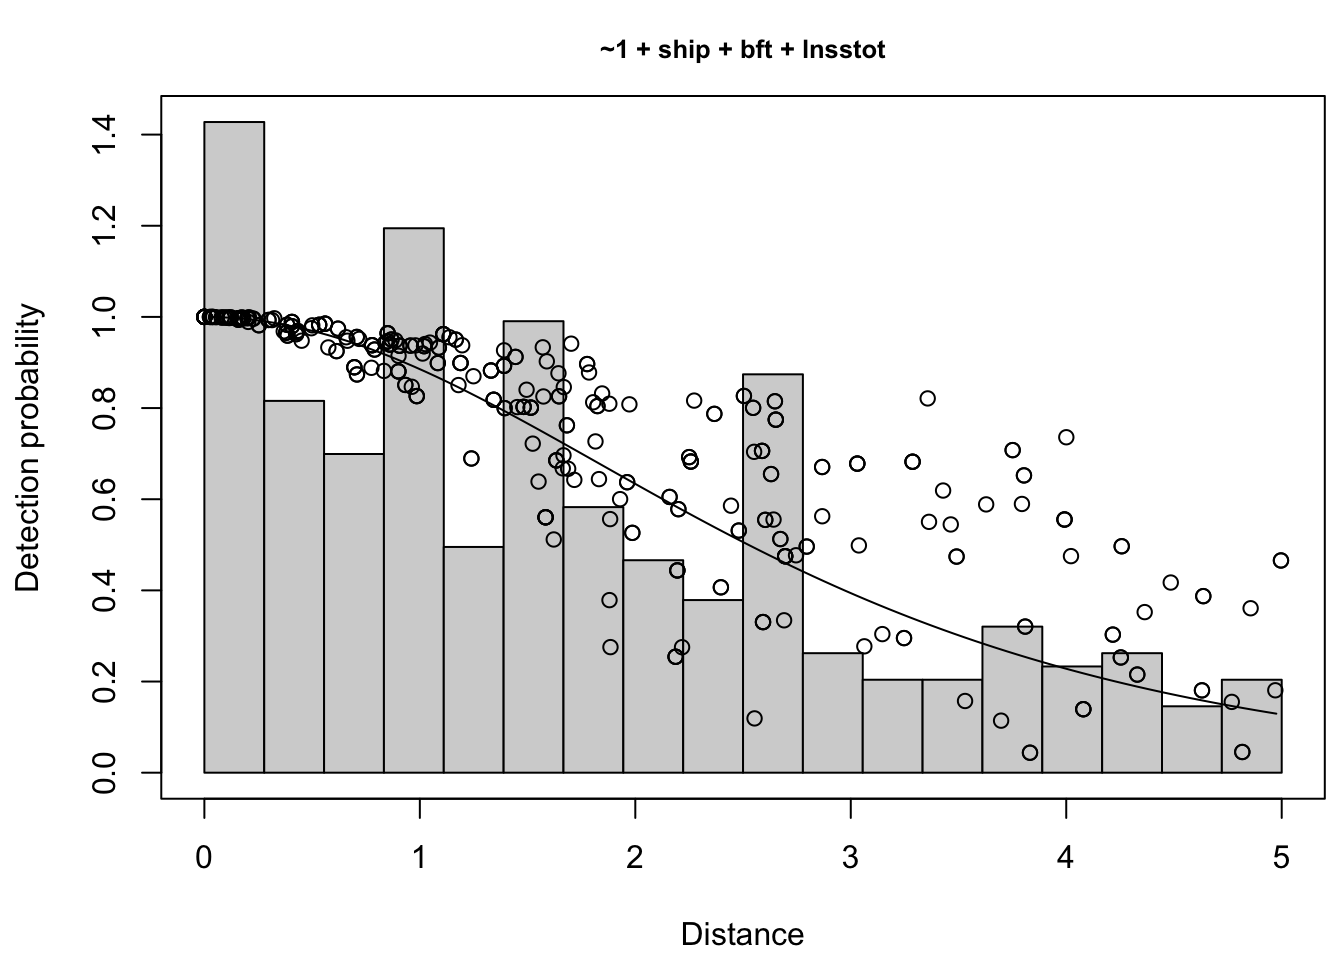 ~1 + ship + bft + lnsstot
Detection probability
1.4
1.2
1.0
0.8
0.6
0.4
0.2
0.0
0 1 2 3 4 5
Distance